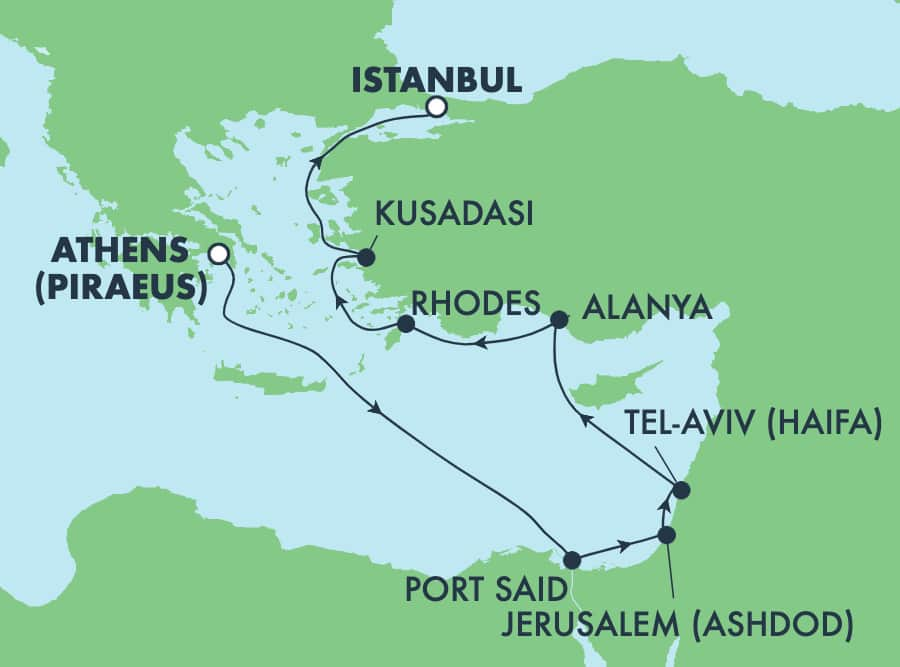 ISTANBUL
KUSADASI
ATHENS
(PIRAEUS)
RHODES
ALANYA
TEL-AVIV (HAIFA)
PORT SAID
JERUSALEM (ASHDOD)